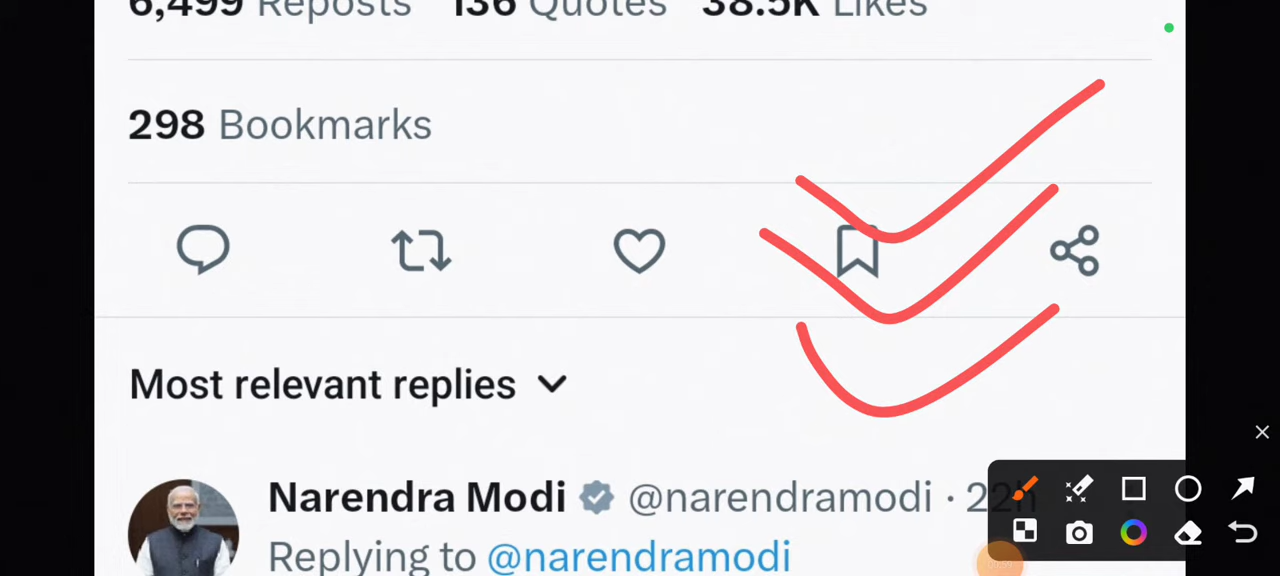 6,499 Reposts 136 Quotes 38.5K Likes
298 Bookmarks
Most relevant replies
Narendra Modi @narendramodi · 22h
Replying to @narendramodi